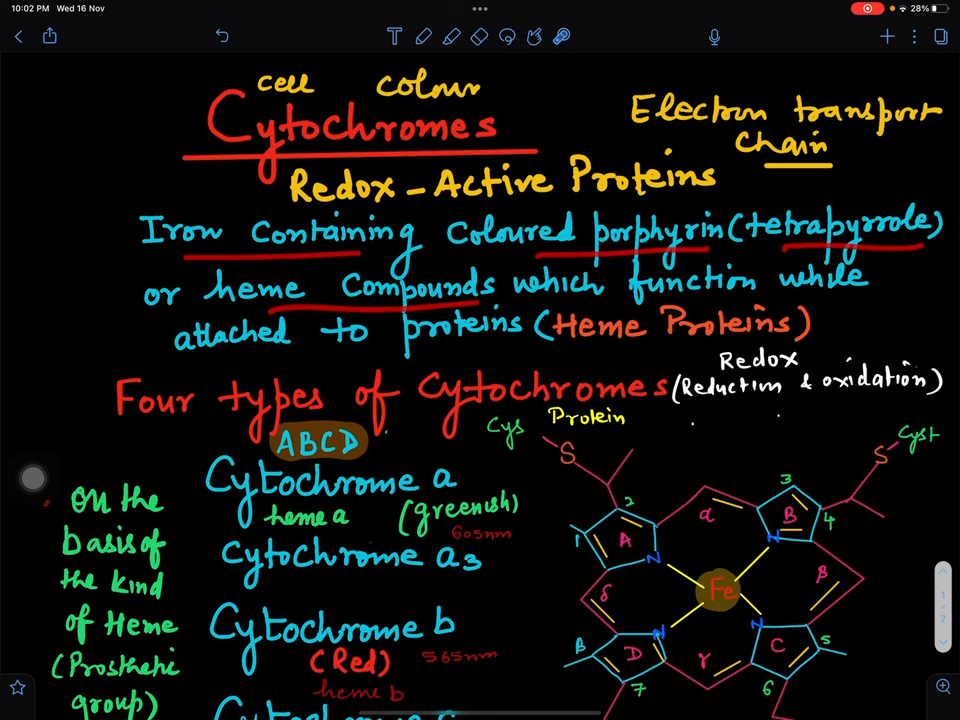 10:02 PM Wed 16 Nov
28%
cell colour
Cytochromes
Electron transport
Chain
Redox - Active Proteins
Iron containing coloured porphyrin (tetrapyrrole)
or heme compounds which function while
attached to proteins (Heme Proteins)
Redox
Four types of Cytochromes (Reduction & oxidation)
ABCD
Cytochrome a
heme a (greenish)
605nm
Cytochrome a3
Cytochrome b
(Red) 565nm
heme b
On the
basis of
the kind
of Heme
(Prosthetic
group)
Cys Protein Cyst
S S
2 3
1 A α B 4
N N
δ Fe β
N N
8 D γ C 5
7 6
1/7